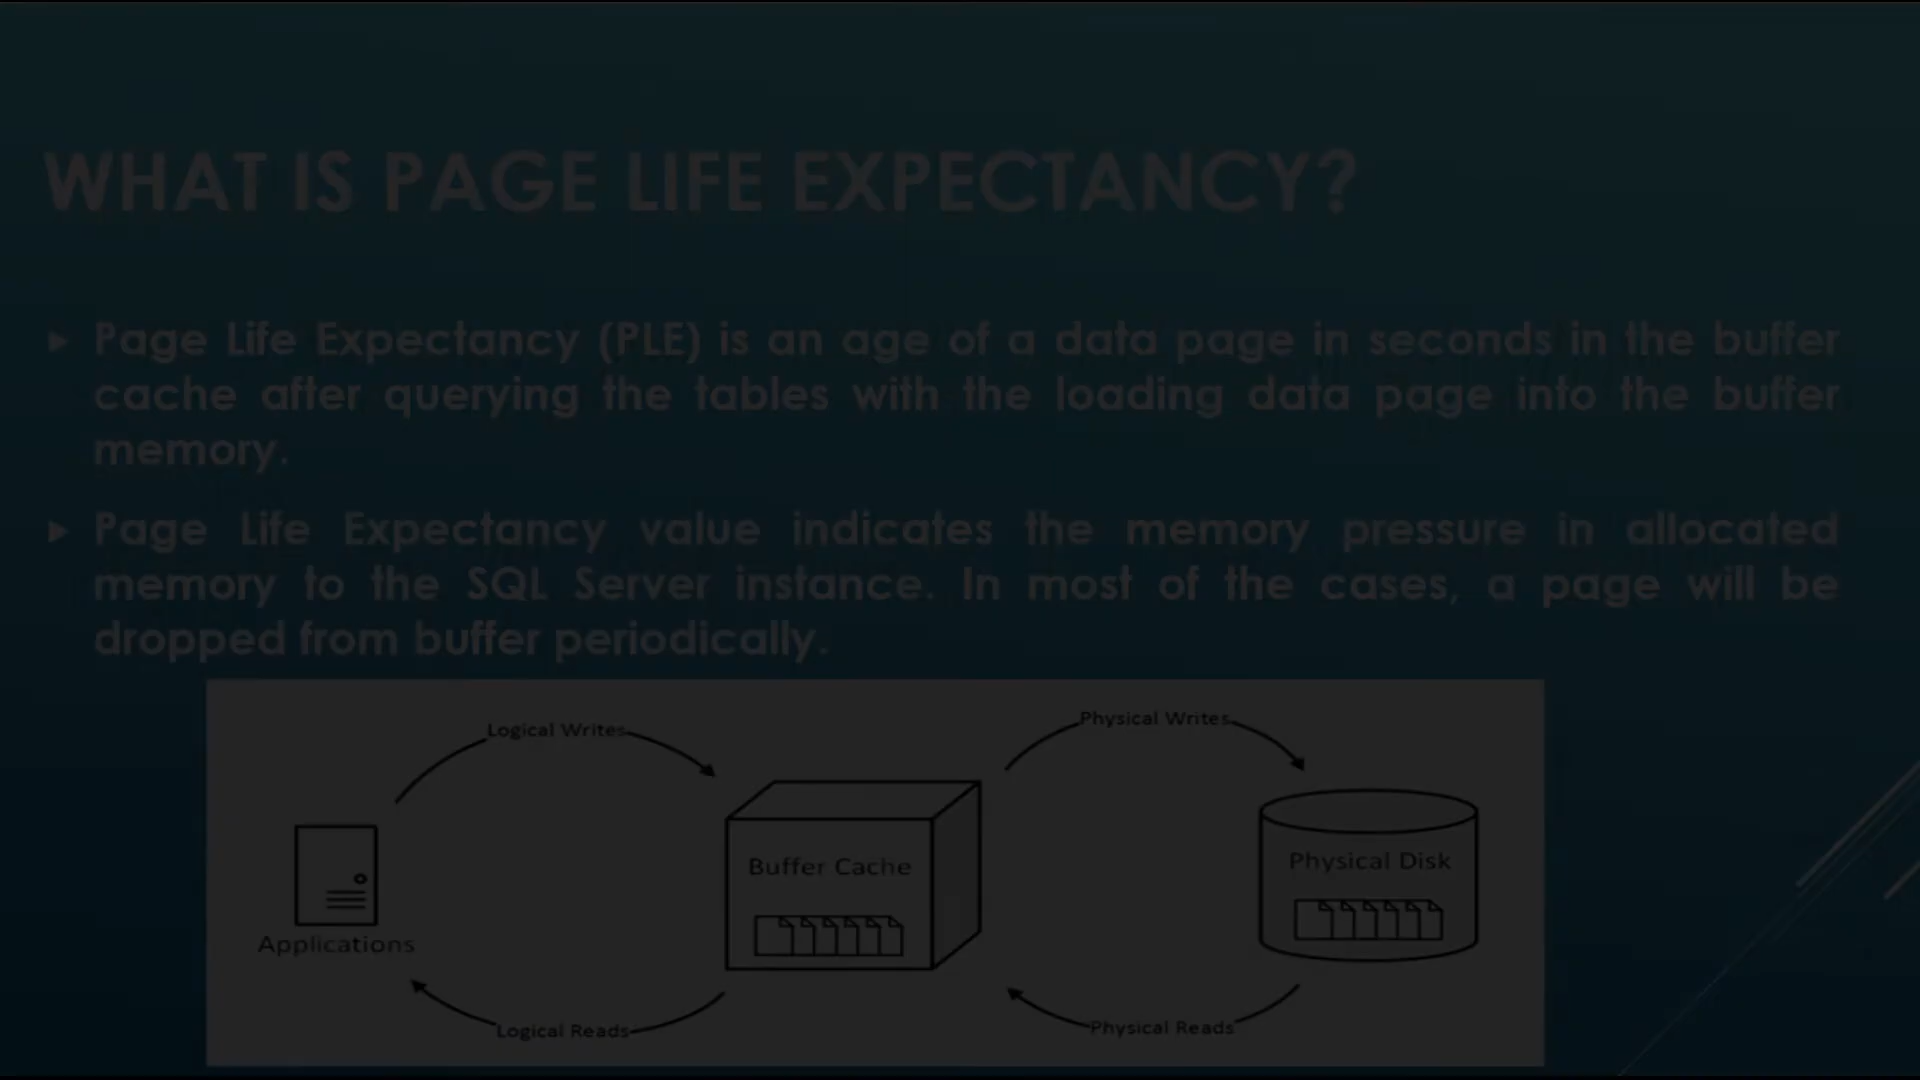 WHAT IS PAGE LIFE EXPECTANCY?
Page Life Expectancy (PLE) is an age of a data page in seconds in the buffer
cache after querying the tables with the loading data page into the buffer
memory.
Page Life Expectancy value indicates the memory pressure in allocated
memory to the SQL Server instance. In most of the cases, a page will be
dropped from buffer periodically.
Logical Writes
Physical Writes
Buffer Cache
Physical Disk
Applications
Logical Reads
Physical Reads